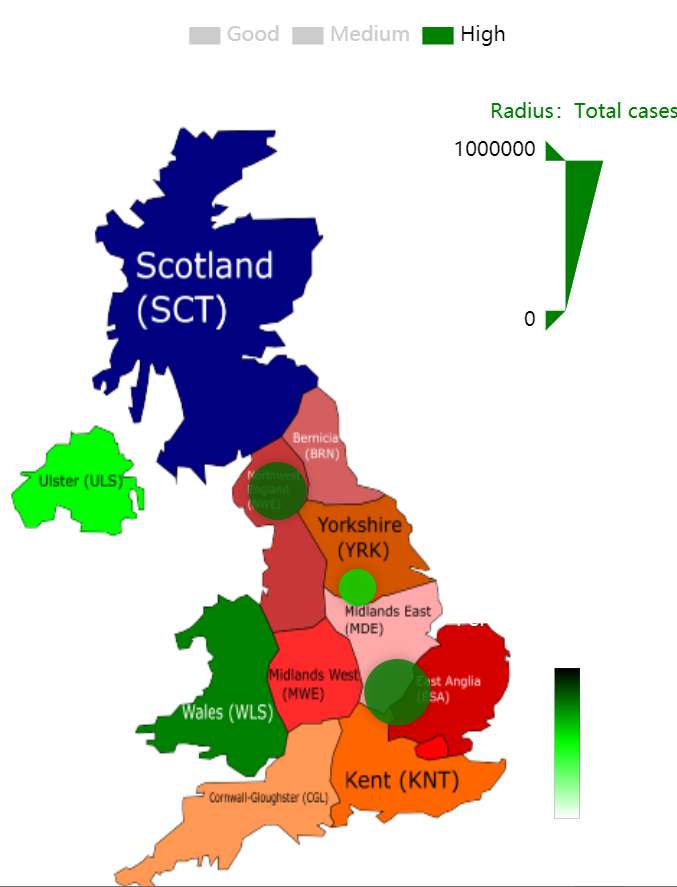 Good Medium High
Radius: Total cases
1000000
0
Scotland
(SCT)
Bernicia
(BRN)
Northwest
England
(NWE)
Ulster (ULS)
Yorkshire
(YRK)
Midlands East
(MDE)
East Anglia
(ESA)
Midlands West
(MWE)
Wales (WLS)
Kent (KNT)
Cornwall-Gloughster (CGL)